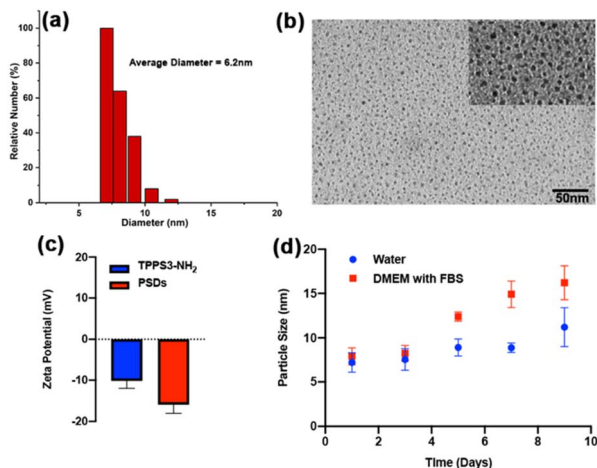 (a)
Average Diameter = 6.2nm
Relative Number (%)
100
80
60
40
20
0
5
10
15
20
Diameter (nm)
(b)
50nm
(c)
TPPS3-NH₂
PSDs
Zeta Potential (mV)
20
10
0
-10
-20
(d)
Water
DMEM with FBS
Particle Size (nm)
20
15
10
5
0
0
2
4
6
8
10
Time (Days)